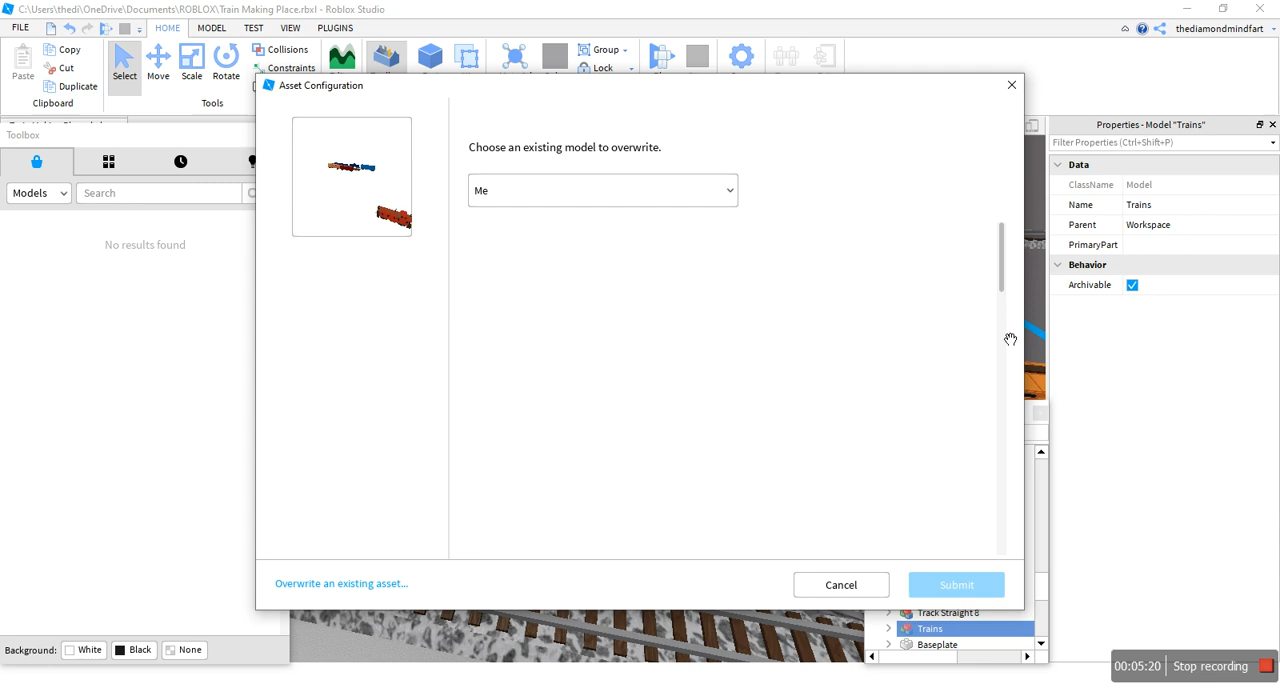 C:\Users\thedi\OneDrive\Documents\ROBLOX\Train Making Place.rbxl - Roblox Studio
FILE HOME MODEL TEST VIEW PLUGINS thediamondmindfart
Paste Copy Cut Duplicate Select Move Scale Rotate Collisions Constraints Group Lock
Clipboard Tools
Toolbox
Models Search
No results found
Background: White Black None
Asset Configuration
Choose an existing model to overwrite.
Me
Overwrite an existing asset... Cancel Submit
Properties - Model "Trains"
Filter Properties (Ctrl+Shift+P)
Data
ClassName Model
Name Trains
Parent Workspace
PrimaryPart
Behavior
Archivable
Track Straight 8
Trains
Baseplate
00:05:20 Stop recording